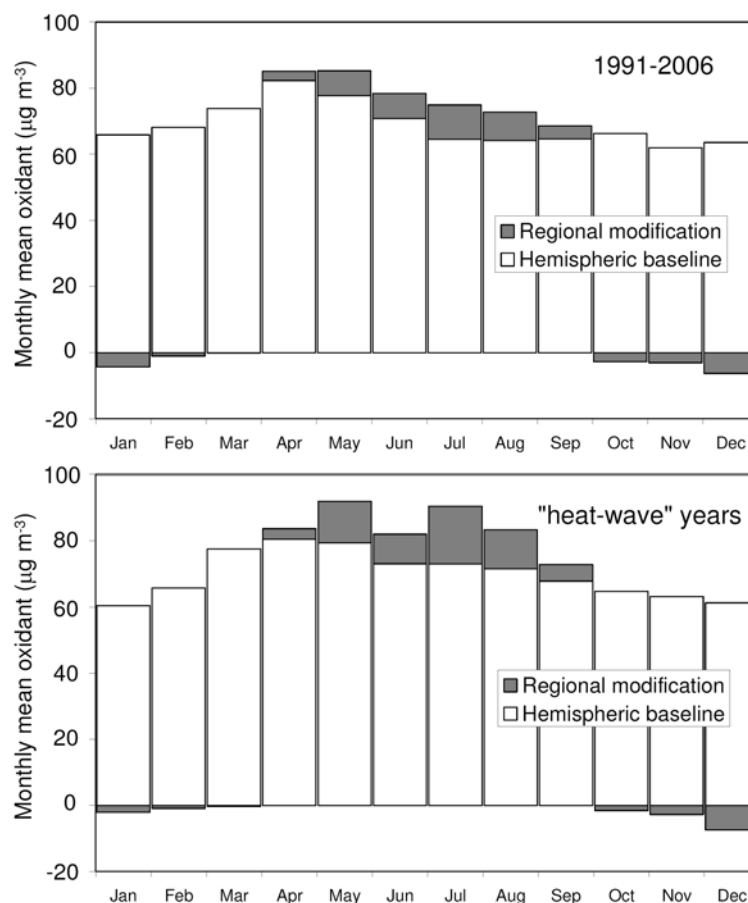 100
80
60
40
20
0
-20
Monthly mean oxidant (µg m-3)
1991-2006
Regional modification
Hemispheric baseline
Jan Feb Mar Apr May Jun Jul Aug Sep Oct Nov Dec
100
80
60
40
20
0
-20
Monthly mean oxidant (µg m-3)
"heat-wave" years
Regional modification
Hemispheric baseline
Jan Feb Mar Apr May Jun Jul Aug Sep Oct Nov Dec